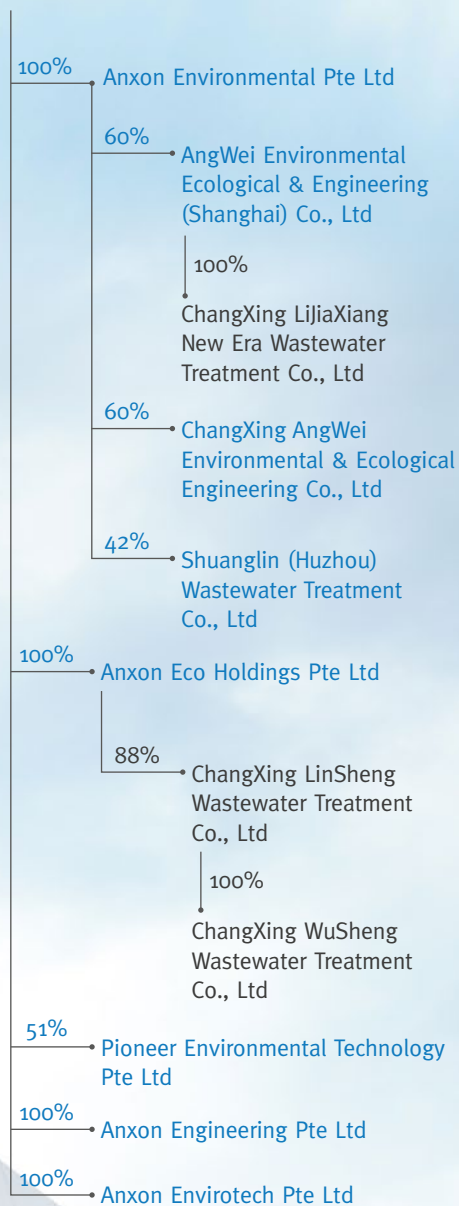 100%
Anxon Environmental Pte Ltd
60%
AngWei Environmental
Ecological & Engineering
(Shanghai) Co., Ltd
100%
ChangXing LiJiaXiang
New Era Wastewater
Treatment Co., Ltd
60%
ChangXing AngWei
Environmental & Ecological
Engineering Co., Ltd
42%
Shuanglin (Huzhou)
Wastewater Treatment
Co., Ltd
100%
Anxon Eco Holdings Pte Ltd
88%
ChangXing LinSheng
Wastewater Treatment
Co., Ltd
100%
ChangXing WuSheng
Wastewater Treatment
Co., Ltd
51%
Pioneer Environmental Technology
Pte Ltd
100%
Anxon Engineering Pte Ltd
100%
Anxon Envirotech Pte Ltd